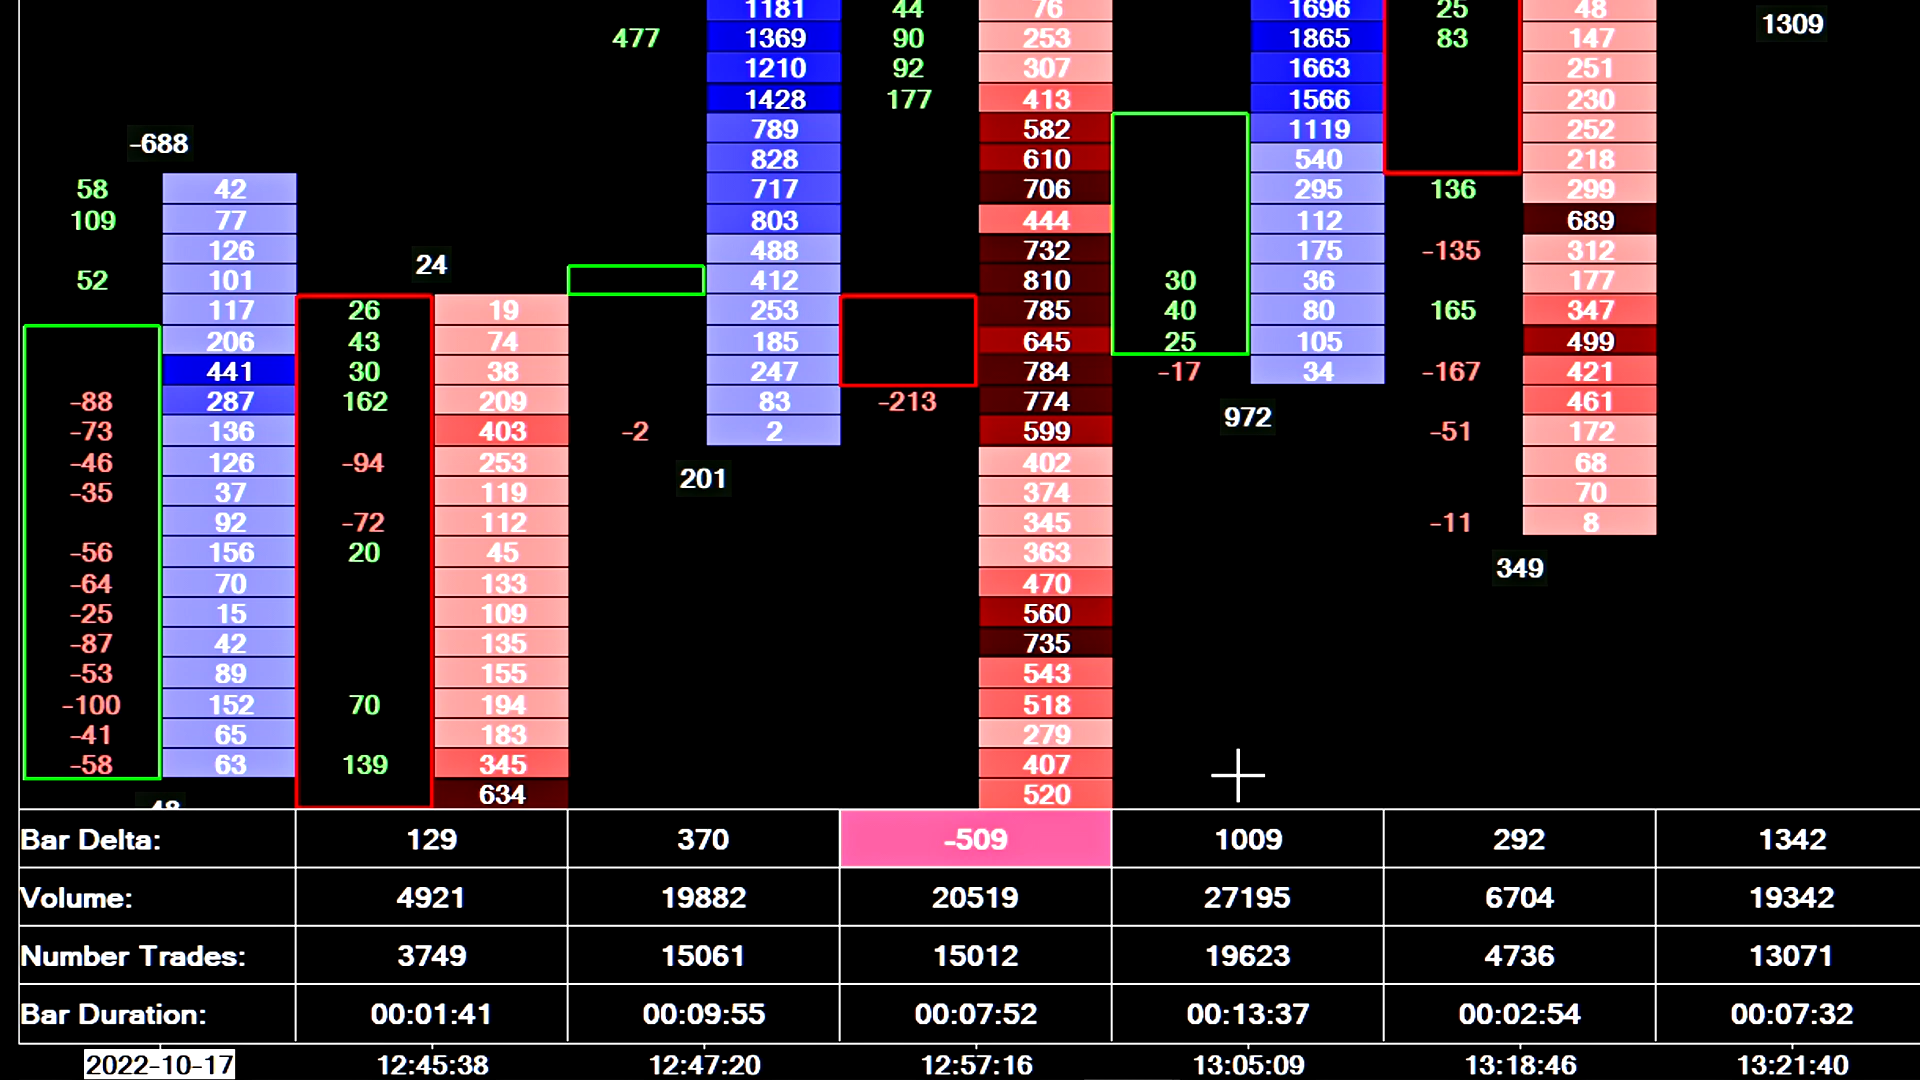 1181 44 76 1696 25 48
477 1369 90 253 1865 83 147 1309
1210 92 307 1663 251
1428 177 413 1566 230
-688 789 582 1119 252
828 610 540 218
58 42 717 706 295 136 299
109 77 803 444 112 689
126 24 488 732 175 -135 312
52 101 412 810 30 36 177
117 26 19 253 785 40 80 165 347
206 43 74 185 645 25 105 499
441 30 38 247 784 -17 34 -167 421
-88 287 162 209 83 -213 774 972 461
-73 136 403 -2 2 599 -51 172
-46 126 -94 253 201 402 68
-35 37 119 374 70
92 -72 112 345 -11 8
-56 156 20 45 363 349
-64 70 133 470
-25 15 109 560
-87 42 135 735
-53 89 155 543
-100 152 70 194 518
-41 65 183 279
-58 63 139 345 407
634 520
Bar Delta: 129 370 -509 1009 292 1342
Volume: 4921 19882 20519 27195 6704 19342
Number Trades: 3749 15061 15012 19623 4736 13071
Bar Duration: 00:01:41 00:09:55 00:07:52 00:13:37 00:02:54 00:07:32
2022-10-17 12:45:38 12:47:20 12:57:16 13:05:09 13:18:46 13:21:40